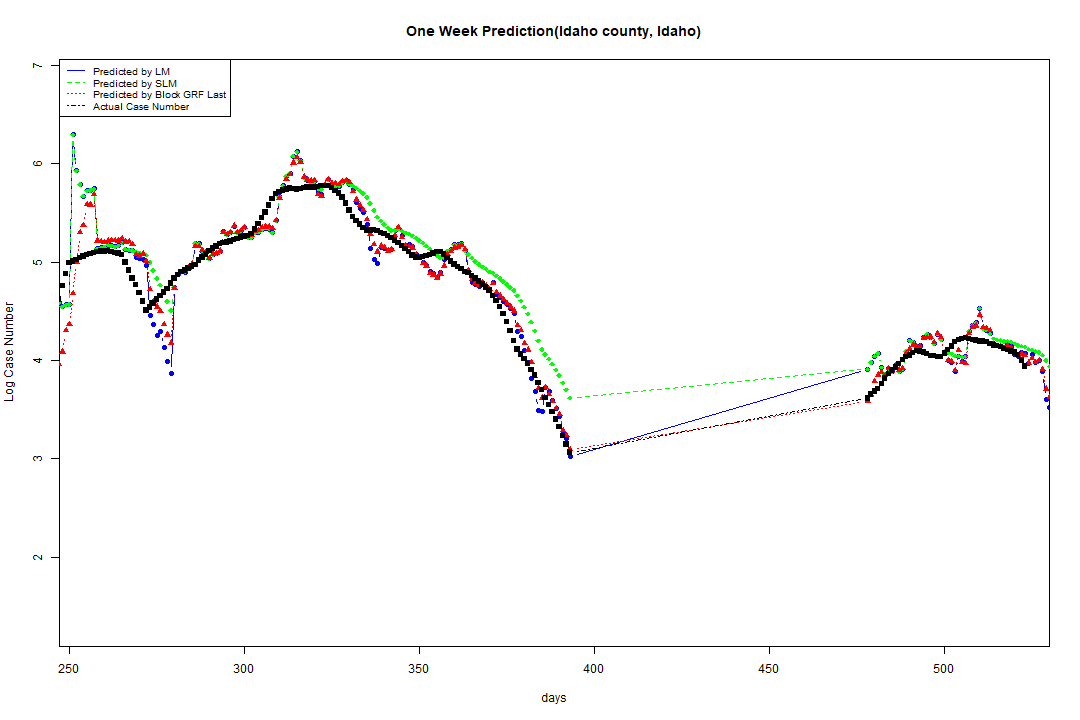 One Week Prediction(Idaho county, Idaho)
7
6
5
4
3
2
Log Case Number
Predicted by LM
Predicted by SLM
Predicted by Block GRF Last
Actual Case Number
250
300
350
400
450
500
days